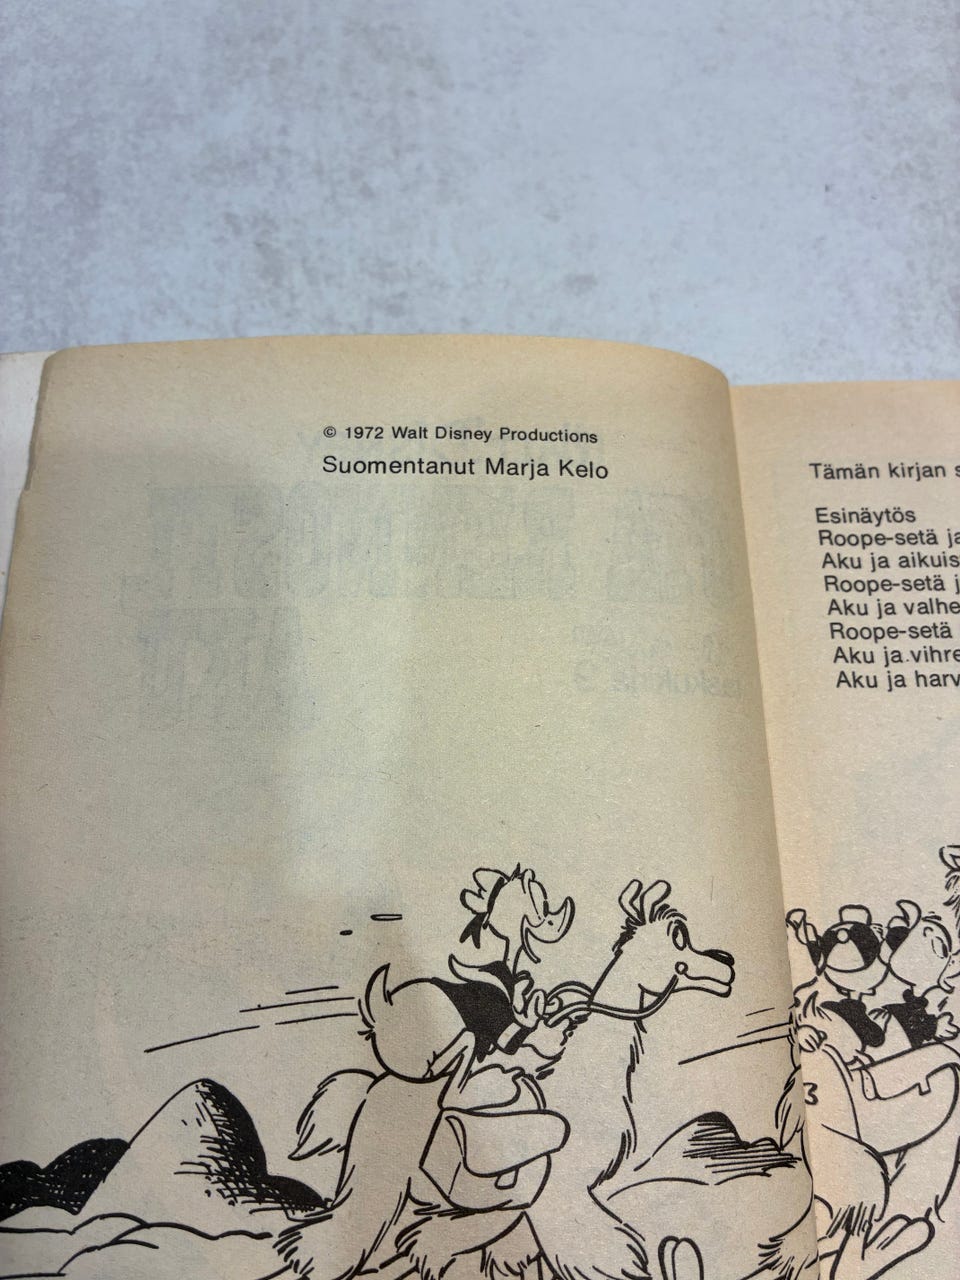 © 1972 Walt Disney Productions
Suomentanut Marja Kelo
Tämän kirjan
Esinäytös
Roope-setä
Aku ja
Roope-setä
Aku ja
Roope-setä
Aku ja
Aku ja